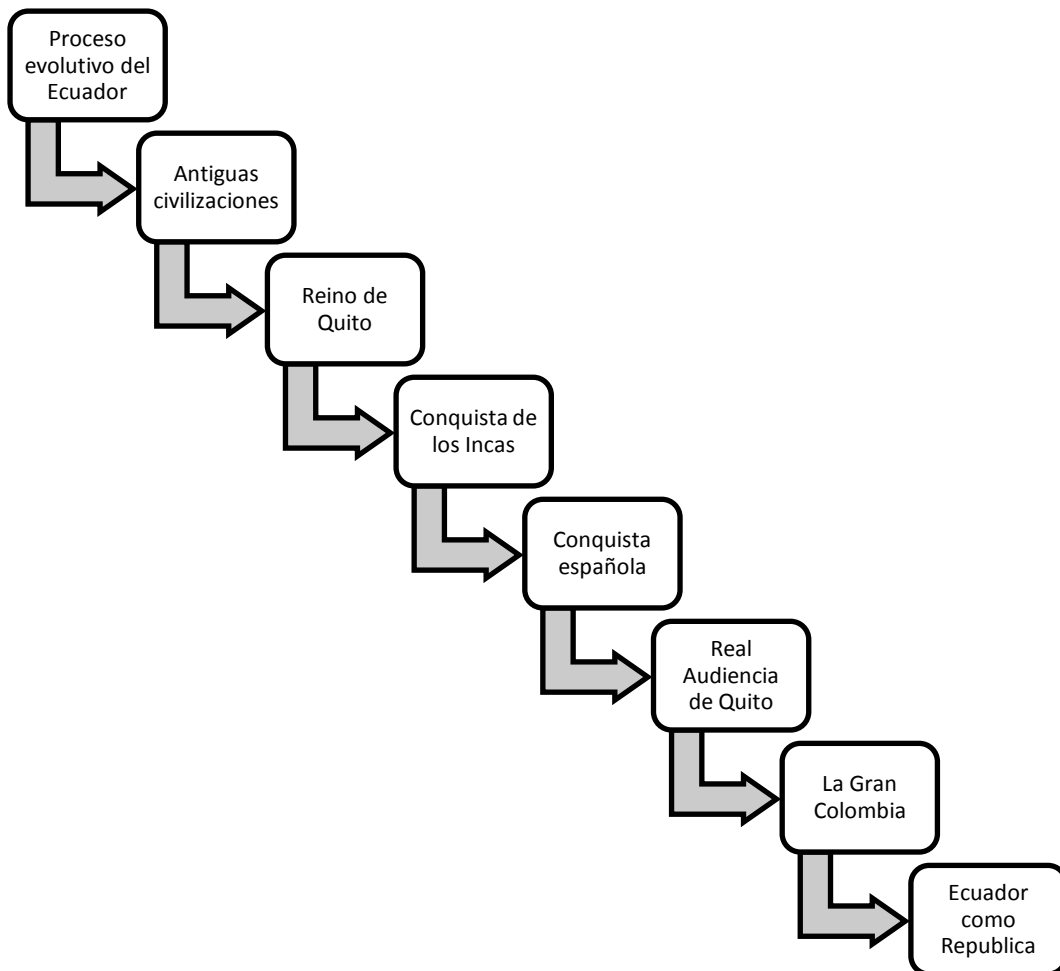 Proceso
evolutivo del
Ecuador
Antiguas
civilizaciones
Reino de
Quito
Conquista de
los Incas
Conquista
española
Real
Audiencia
de Quito
La Gran
Colombia
Ecuador
como
Republica